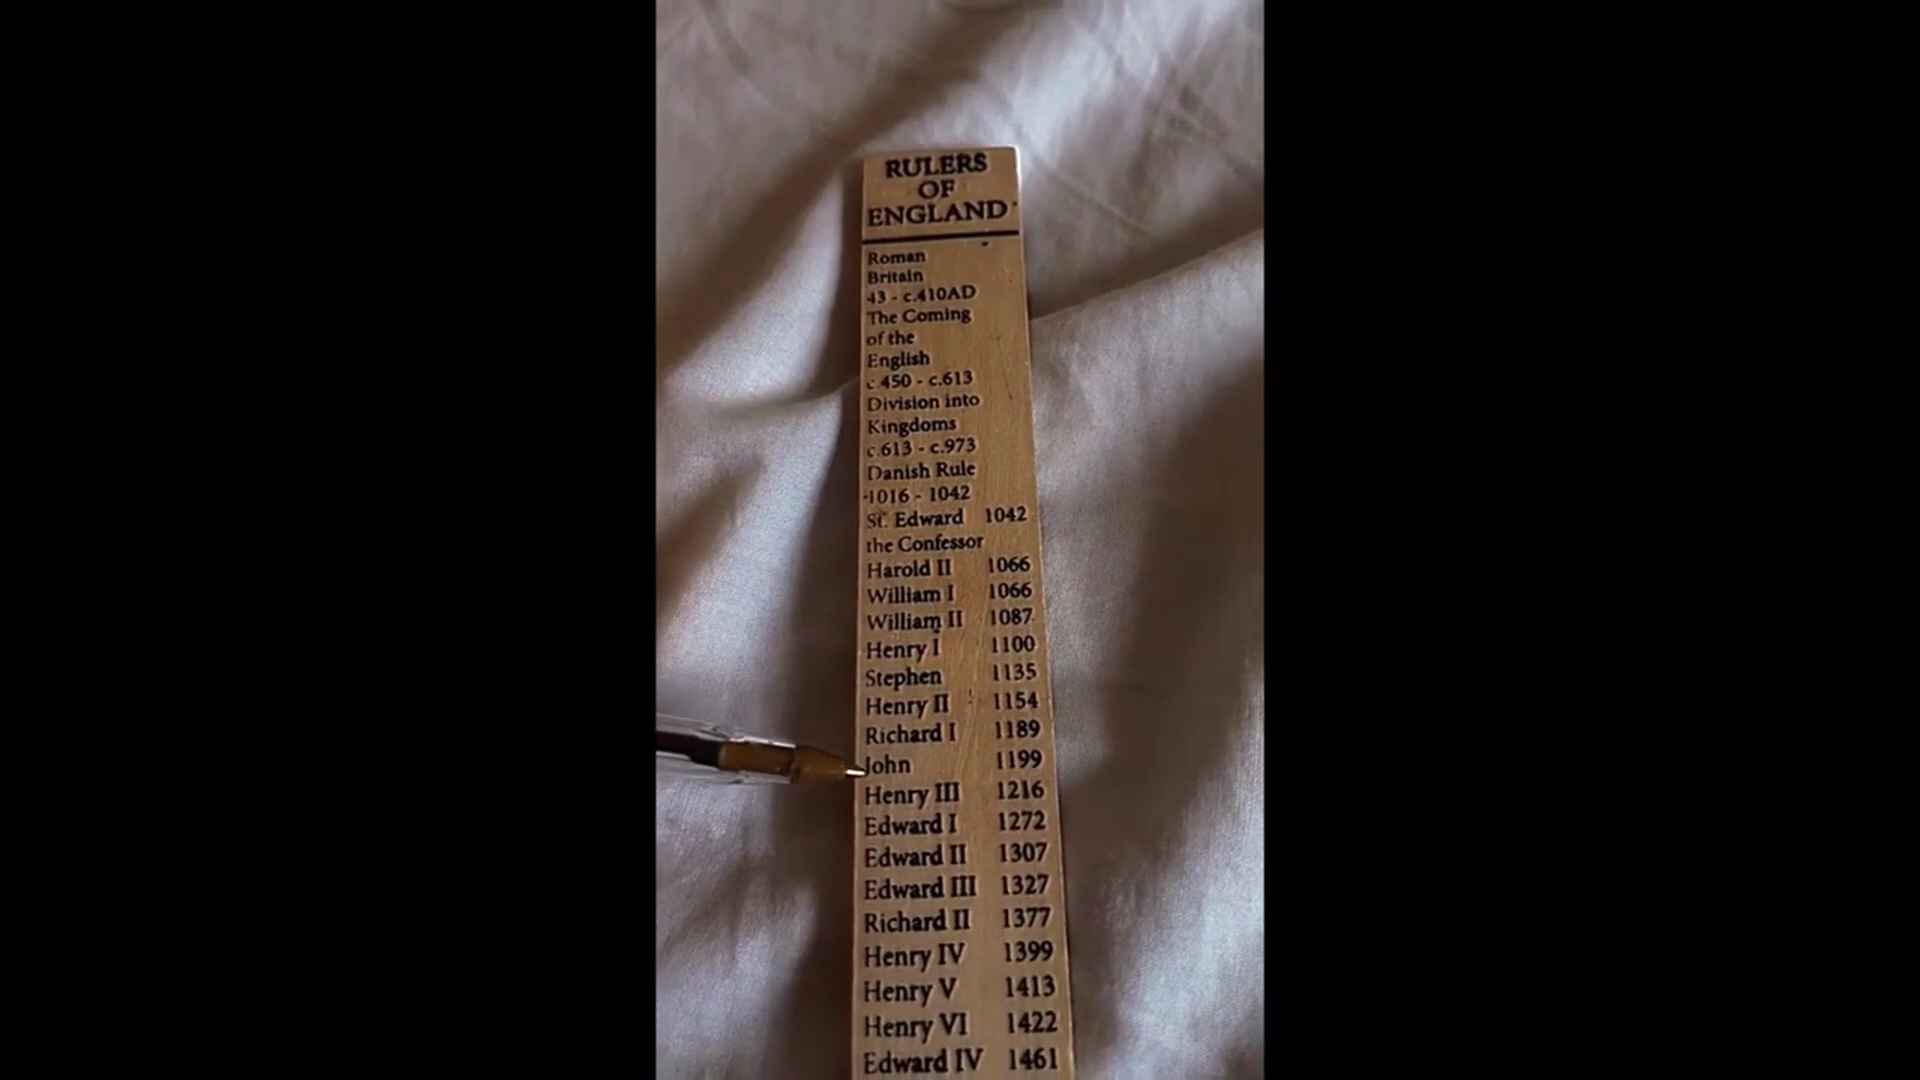 RULERS
OF
ENGLAND
Roman
Britain
43 - c.410AD
The Coming
of the
English
c.450 - c.613
Division into
Kingdoms
c.613 - c.973
Danish Rule
1016 - 1042
St. Edward 1042
the Confessor
Harold II 1066
William I 1066
William II 1087
Henry I 1100
Stephen 1135
Henry II 1154
Richard I 1189
John 1199
Henry III 1216
Edward I 1272
Edward II 1307
Edward III 1327
Richard II 1377
Henry IV 1399
Henry V 1413
Henry VI 1422
Edward IV 1461